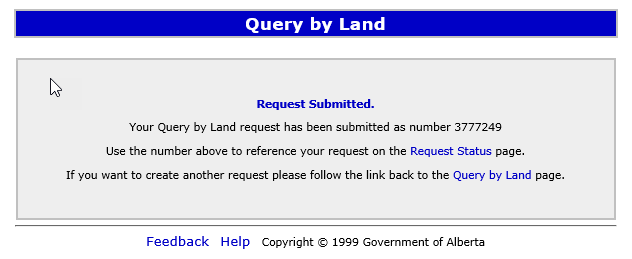 Query by Land
Request Submitted.
Your Query by Land request has been submitted as number 3777249
Use the number above to reference your request on the Request Status page.
If you want to create another request please follow the link back to the Query by Land page.
Feedback Help Copyright © 1999 Government of Alberta